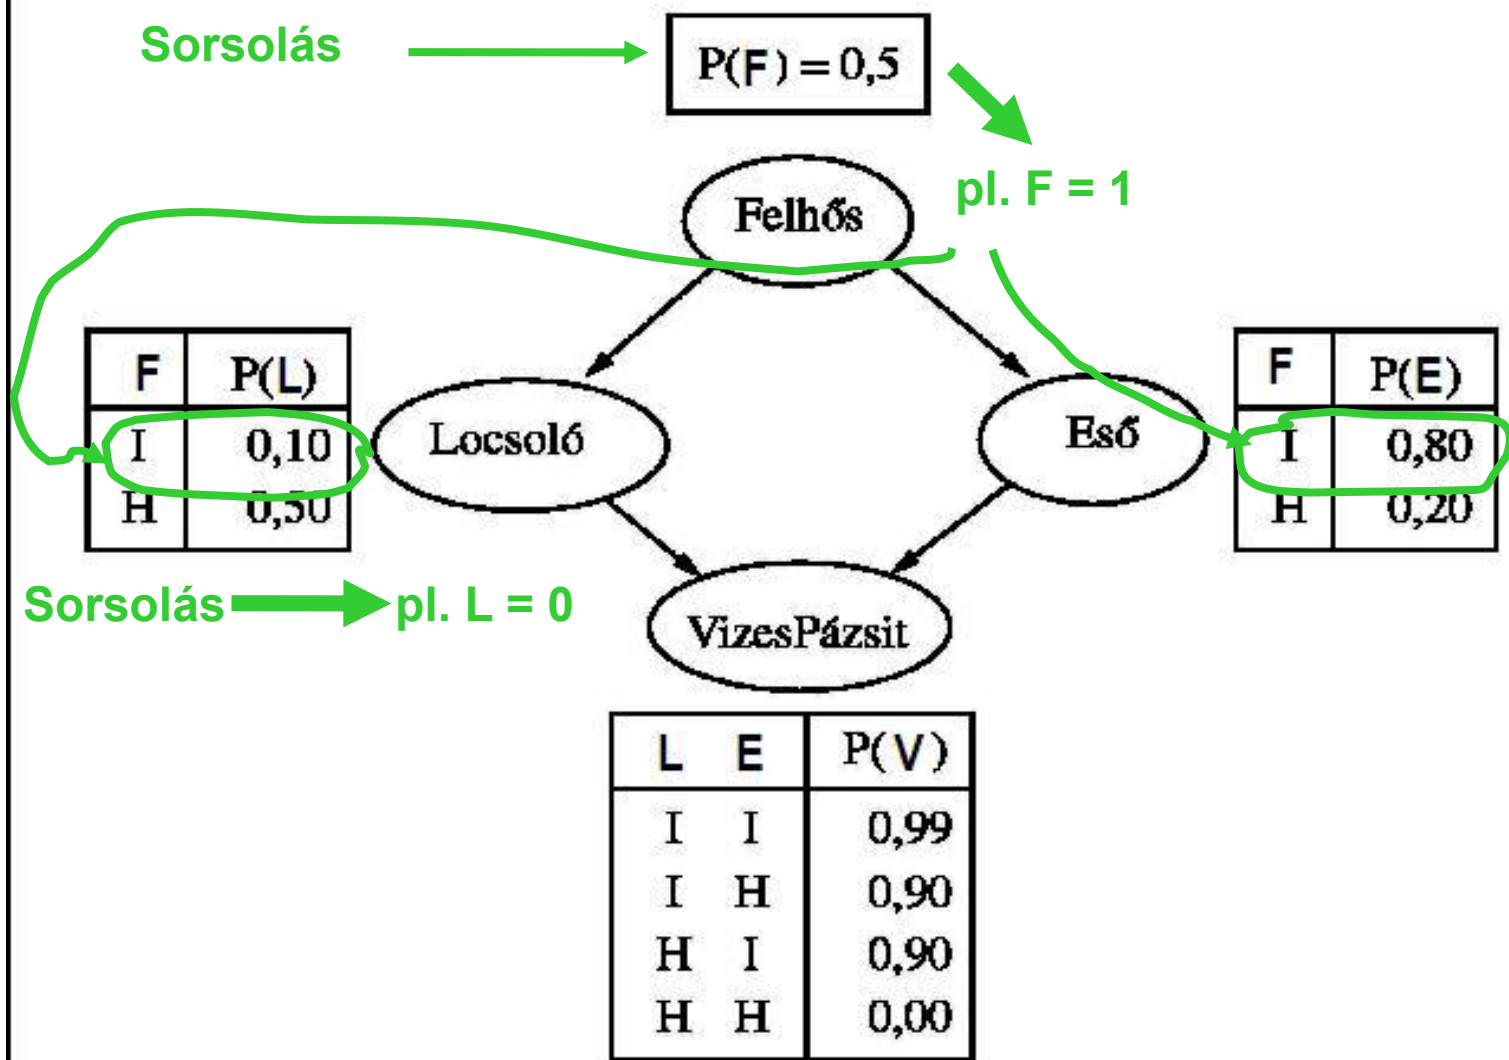 Sorsolás
P(F) = 0,5
pl. F = 1
Felhős
F P(L)
I 0,10
H 0,50
Locsoló
Eső
F P(E)
I 0,80
H 0,20
Sorsolás pl. L = 0
VizesPázsit
L E P(V)
I I 0,99
I H 0,90
H I 0,90
H H 0,00